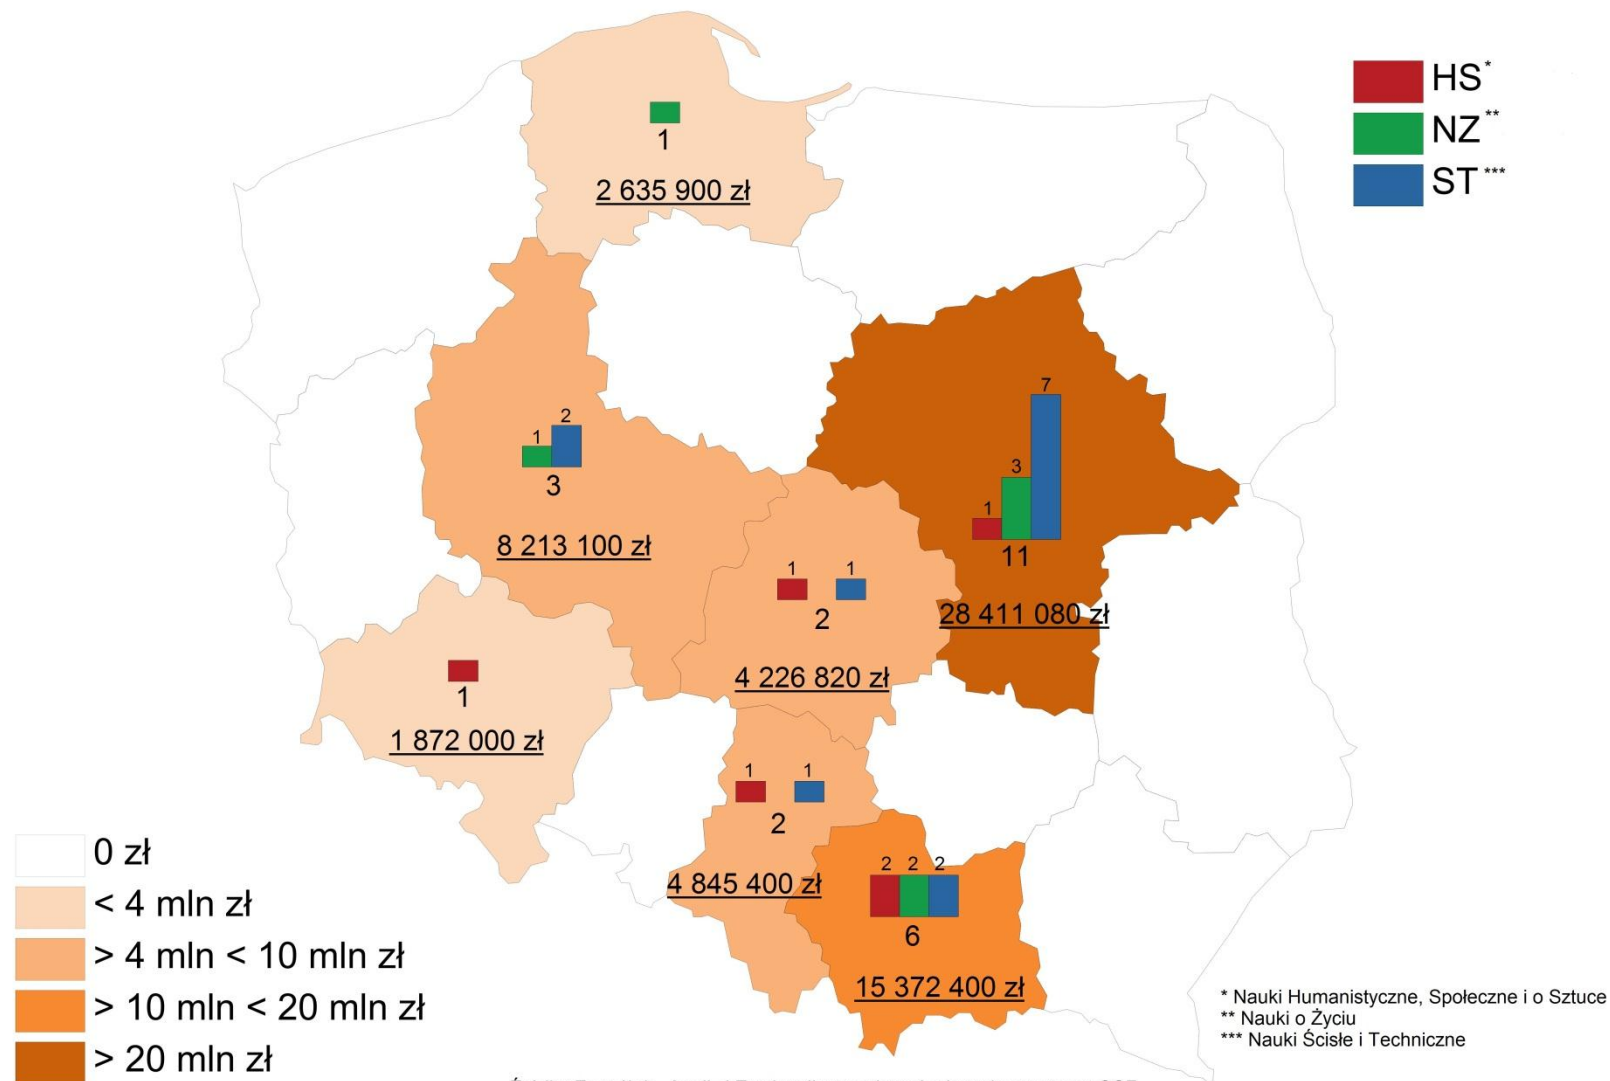 HS*
NZ**
ST***
1
2 635 900 zł
1
2
3
8 213 100 zł
1
3
7
11
28 411 080 zł
1
1
2
4 226 820 zł
1
1 872 000 zł
1
1
2
4 845 400 zł
2
2
2
6
15 372 400 zł
0 zł
< 4 mln zł
> 4 mln < 10 mln zł
> 10 mln < 20 mln zł
> 20 mln zł
* Nauki Humanistyczne, Społeczne i o Sztuce
** Nauki o Życiu
*** Nauki Ścisłe i Techniczne